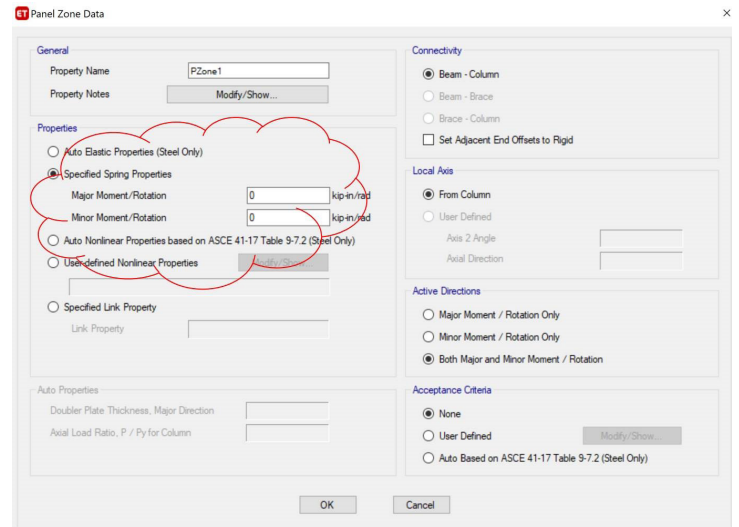 ET Panel Zone Data
General
Property Name PZone1
Property Notes Modify/Show...
Properties
Auto Elastic Properties (Steel Only)
Specified Spring Properties
Major Moment/Rotation 0 kip-in/rad
Minor Moment/Rotation 0 kip-in/rad
Auto Nonlinear Properties based on ASCE 41-17 Table 9-7.2 (Steel Only)
User-defined Nonlinear Properties Modify/Show...
Specified Link Property
Link Property
Auto Properties
Doubler Plate Thickness, Major Direction
Axial Load Ratio, P / Py for Column
Connectivity
Beam - Column
Beam - Brace
Brace - Column
Set Adjacent End Offsets to Rigid
Local Axis
From Column
User Defined
Axis 2 Angle
Axial Direction
Active Directions
Major Moment / Rotation Only
Minor Moment / Rotation Only
Both Major and Minor Moment / Rotation
Acceptance Criteria
None
User Defined Modify/Show...
Auto Based on ASCE 41-17 Table 9-7.2 (Steel Only)
OK Cancel